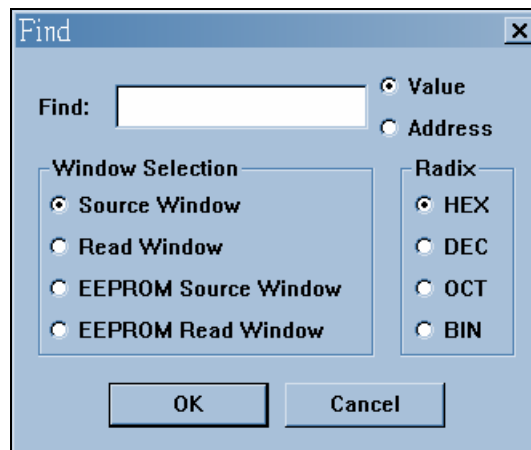 Find
Find:
Value
Address
Window Selection
Source Window
Read Window
EEPROM Source Window
EEPROM Read Window
Radix
HEX
DEC
OCT
BIN
OK
Cancel